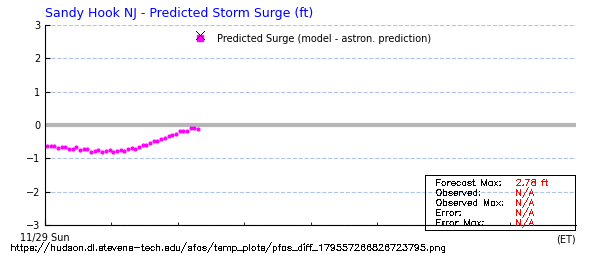 Sandy Hook NJ - Predicted Storm Surge (ft)
3
Predicted Surge (model - astron. prediction)
2
1
0
−1
Forecast Max: 2.78 ft
Observed: N/A
−2
Observed Max: N/A
Error: N/A
Error Max: N/A
−3
11/29 Sun
(ET)
https://hudson.dl.stevens-tech.edu/sfas/temp_plots/pfas_diff_179557266826723795.png